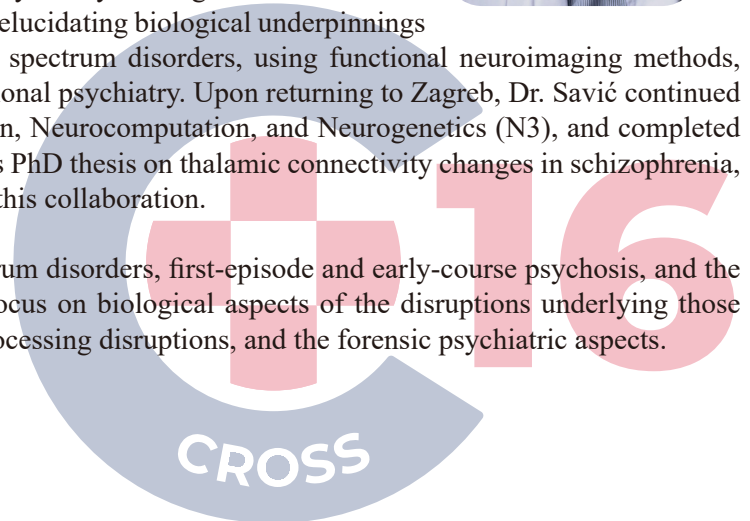 elucidating biological underpinnings
spectrum disorders, using functional neuroimaging methods,
onal psychiatry. Upon returning to Zagreb, Dr. Savić continued
n, Neurocomputation, and Neurogenetics (N3), and completed
s PhD thesis on thalamic connectivity changes in schizophrenia,
this collaboration.
rum disorders, first-episode and early-course psychosis, and the
ocus on biological aspects of the disruptions underlying those
ocessing disruptions, and the forensic psychiatric aspects.
16
CROSS